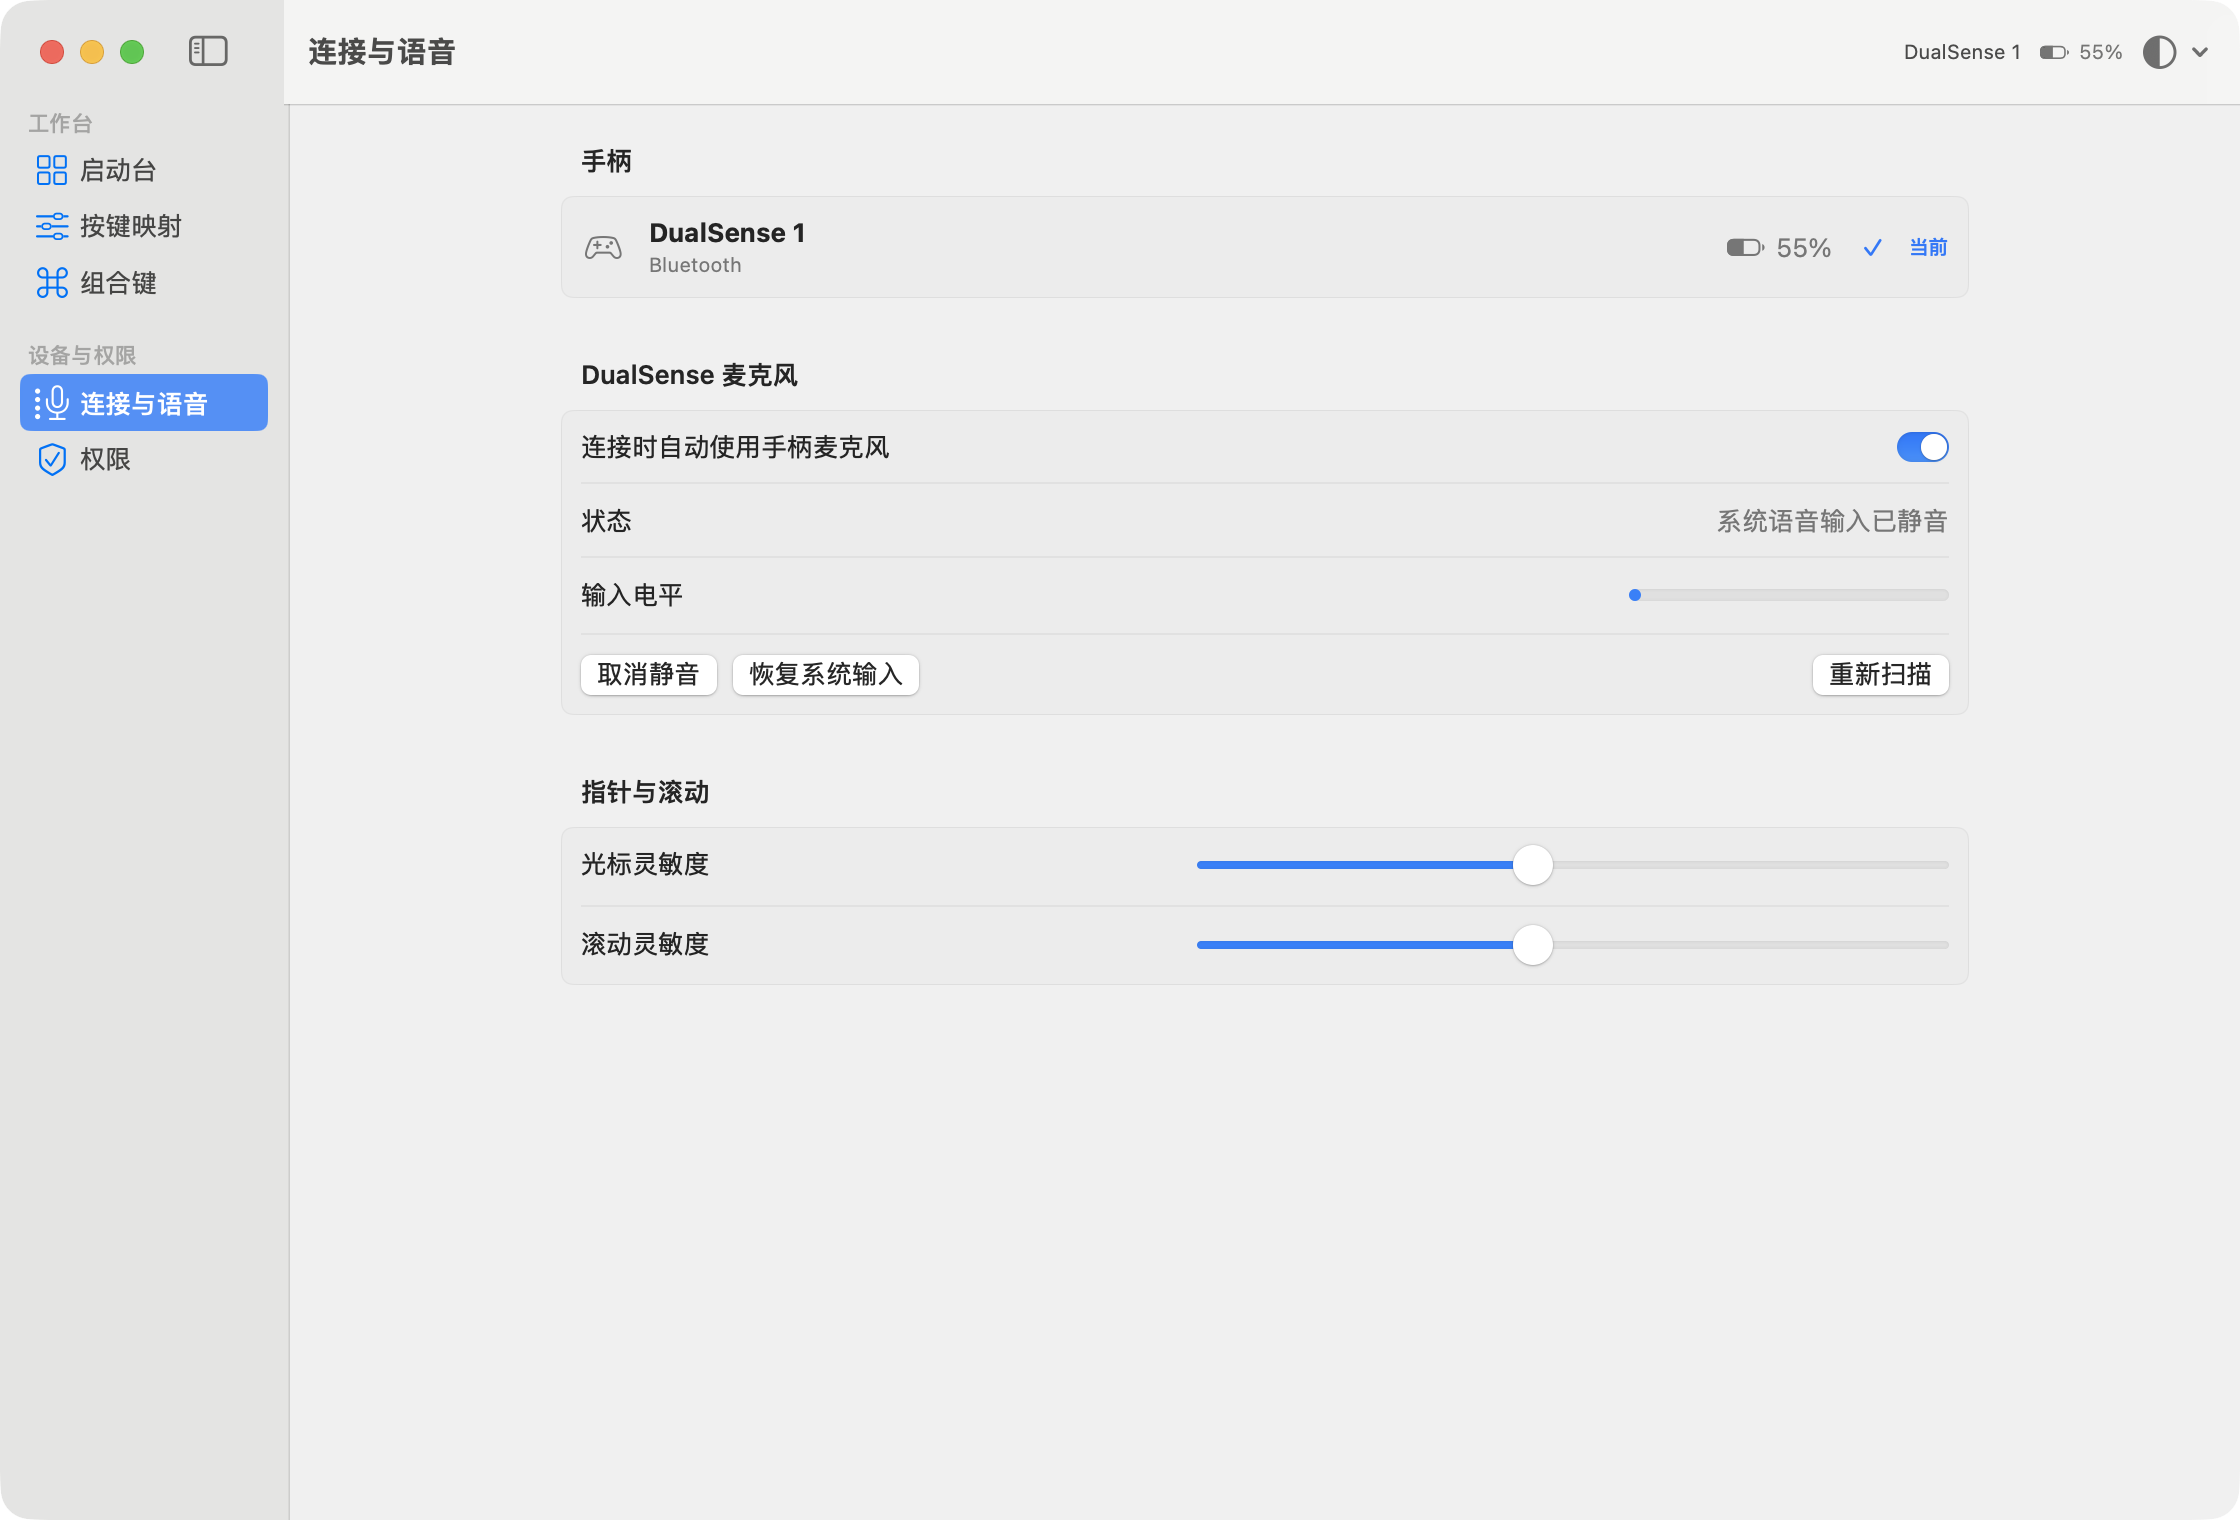 连接与语音
DualSense 1 55%
工作台
启动台
按键映射
组合键
设备与权限
连接与语音
权限
手柄
DualSense 1
Bluetooth
55% 当前
DualSense 麦克风
连接时自动使用手柄麦克风
状态 系统语音输入已静音
输入电平
取消静音 恢复系统输入 重新扫描
指针与滚动
光标灵敏度
滚动灵敏度